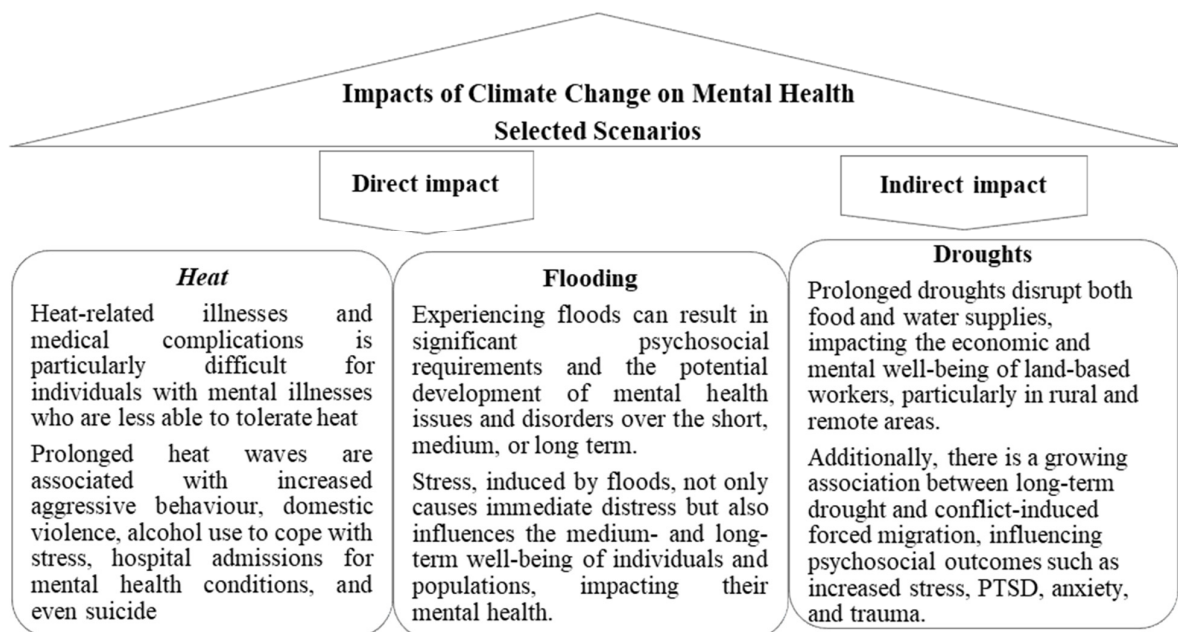 Impacts of Climate Change on Mental Health
Selected Scenarios
Direct impact
Indirect impact
Heat
Heat-related illnesses and
medical complications is
particularly difficult for
individuals with mental illnesses
who are less able to tolerate heat
Prolonged heat waves are
associated with increased
aggressive behaviour, domestic
violence, alcohol use to cope with
stress, hospital admissions for
mental health conditions, and
even suicide
Flooding
Experiencing floods can result in
significant psychosocial
requirements and the potential
development of mental health
issues and disorders over the short,
medium, or long term.
Stress, induced by floods, not only
causes immediate distress but also
influences the medium- and long-
term well-being of individuals and
populations, impacting their
mental health.
Droughts
Prolonged droughts disrupt both
food and water supplies,
impacting the economic and
mental well-being of land-based
workers, particularly in rural and
remote areas.
Additionally, there is a growing
association between long-term
drought and conflict-induced
forced migration, influencing
psychosocial outcomes such as
increased stress, PTSD, anxiety,
and trauma.